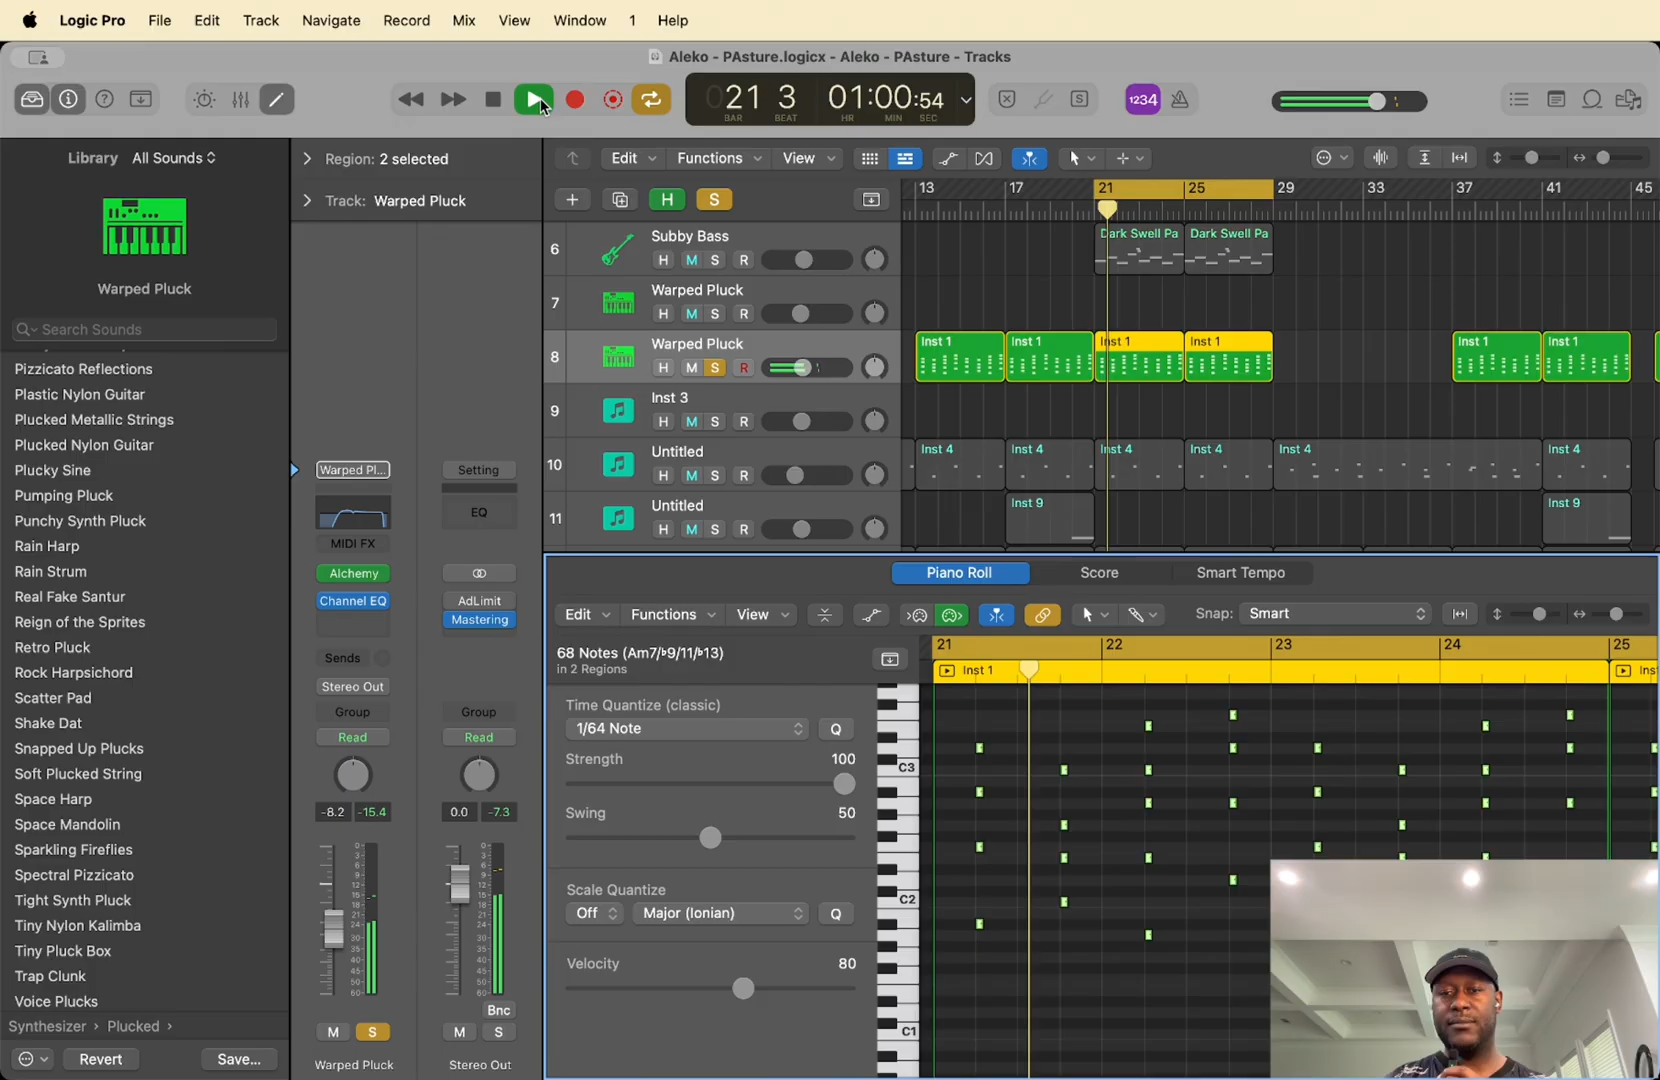 Logic Pro File Edit Track Navigate Record Mix View Window 1 Help
Aleko - PAsture.logicx - Aleko - PAsture - Tracks
21 3 01:00:54
BAR BEAT HR MIN SEC
1234
S
Library All Sounds
Warped Pluck
Search Sounds
Pizzicato Reflections
Plastic Nylon Guitar
Plucked Metallic Strings
Plucked Nylon Guitar
Plucky Sine
Pumping Pluck
Punchy Synth Pluck
Rain Harp
Rain Strum
Real Fake Santur
Reign of the Sprites
Retro Pluck
Rock Harpsichord
Scatter Pad
Shake Dat
Snapped Up Plucks
Soft Plucked String
Space Harp
Space Mandolin
Sparkling Fireflies
Spectral Pizzicato
Tight Synth Pluck
Tiny Nylon Kalimba
Tiny Pluck Box
Trap Clunk
Voice Plucks
Synthesizer › Plucked ›
Revert Save...
Region: 2 selected
Track: Warped Pluck
Warped Pl...
Setting
EQ
MIDI FX
Alchemy
Channel EQ
AdLimit
Mastering
Sends
Stereo Out
Group Group
Read Read
-8.2 -15.4 0.0 -7.3
Bnc
M S M S
Warped Pluck Stereo Out
Edit Functions View
H S
13 17 21 25 29 33 37 41 45
6 Subby Bass
H M S R
Dark Swell Pa Dark Swell Pa
7 Warped Pluck
H M S R
8 Warped Pluck
H M S R
Inst 1 Inst 1 Inst 1 Inst 1 Inst 1 Inst 1
9 Inst 3
H M S R
10 Untitled
H M S R
Inst 4 Inst 4 Inst 4 Inst 4 Inst 4 Inst 4
11 Untitled
H M S R
Inst 9 Inst 9
Piano Roll Score Smart Tempo
Edit Functions View Snap: Smart
68 Notes (Am7/♭9/11/♭13)
in 2 Regions
21 22 23 24 25
Inst 1 Ins
Time Quantize (classic)
1/64 Note Q
Strength 100
Swing 50
Scale Quantize
Off Major (Ionian) Q
Velocity 80
C3
C2
C1